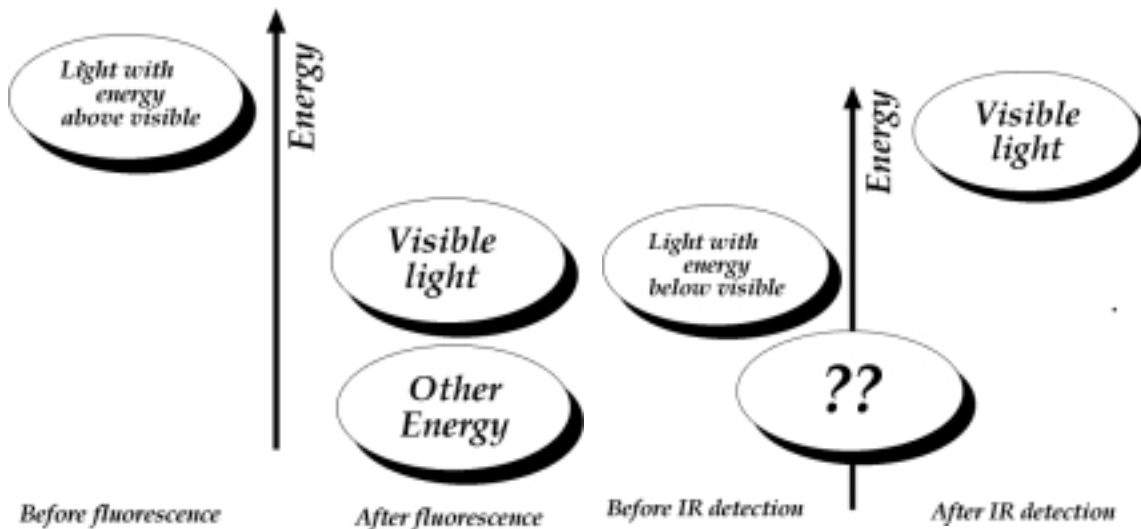 Light with
energy
above visible
Energy
Visible
light
Other
Energy
Before fluorescence
After fluorescence
Light with
energy
below visible
Energy
Visible
light
??
Before IR detection
After IR detection